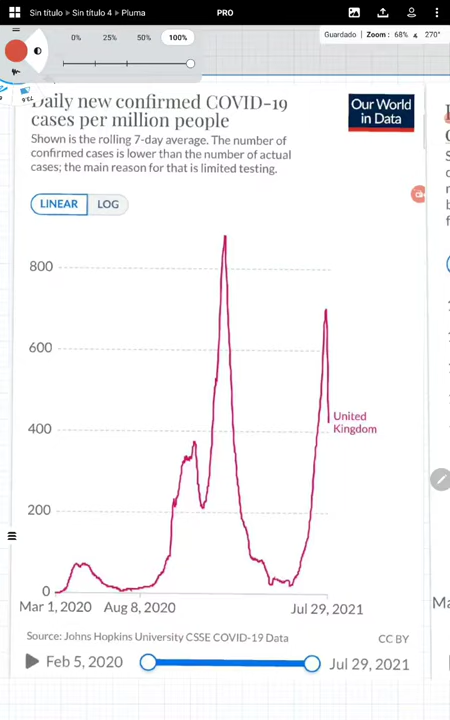 Sin título > Sin título 4 > Pluma
PRO
Guardado | Zoom : 68% 270°
0% 25% 50% 100%
Daily new confirmed COVID-19
cases per million people
Our World
in Data
Shown is the rolling 7-day average. The number of
confirmed cases is lower than the number of actual
cases; the main reason for that is limited testing.
LINEAR LOG
800
600
400
200
0
United
Kingdom
Mar 1, 2020 Aug 8, 2020 Jul 29, 2021
Source: Johns Hopkins University CSSE COVID-19 Data CC BY
Feb 5, 2020 Jul 29, 2021